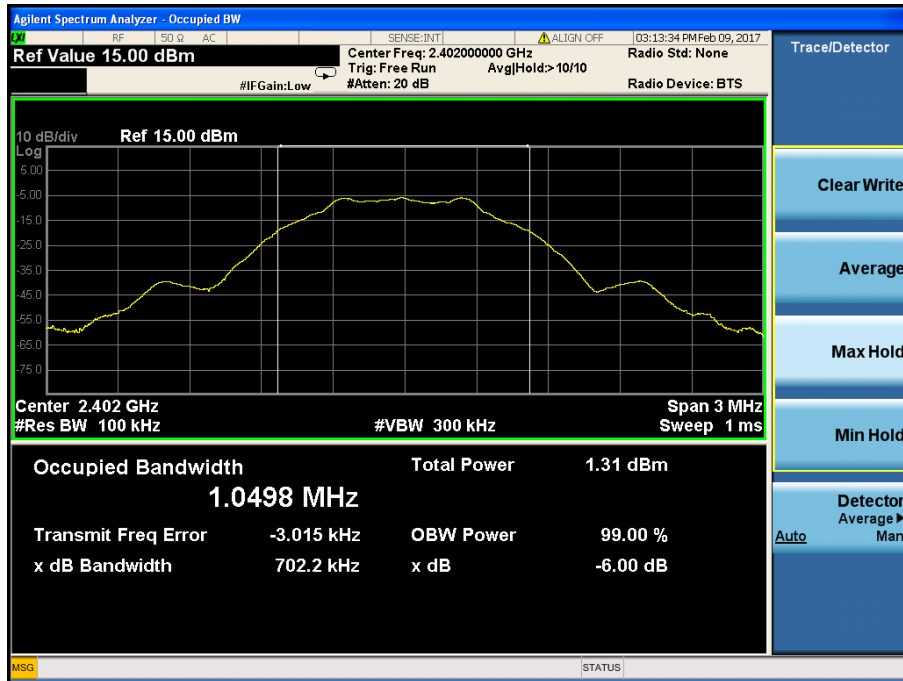 Agilent Spectrum Analyzer - Occupied BW
LXI RF 50 Ω AC SENSE:INT ALIGN OFF 03:13:34 PM Feb 09, 2017
Ref Value 15.00 dBm Center Freq: 2.402000000 GHz Radio Std: None
Trig: Free Run Avg|Hold:>10/10
#IFGain:Low #Atten: 20 dB Radio Device: BTS
10 dB/div Ref 15.00 dBm
Log
5.00
-5.00
-15.0
-25.0
-35.0
-45.0
-55.0
-65.0
-75.0
Center 2.402 GHz Span 3 MHz
#Res BW 100 kHz #VBW 300 kHz Sweep 1 ms
Occupied Bandwidth Total Power 1.31 dBm
1.0498 MHz
Transmit Freq Error -3.015 kHz OBW Power 99.00 %
x dB Bandwidth 702.2 kHz x dB -6.00 dB
MSG STATUS
Trace/Detector
Clear Write
Average
Max Hold
Min Hold
Detector
Average
Auto Man